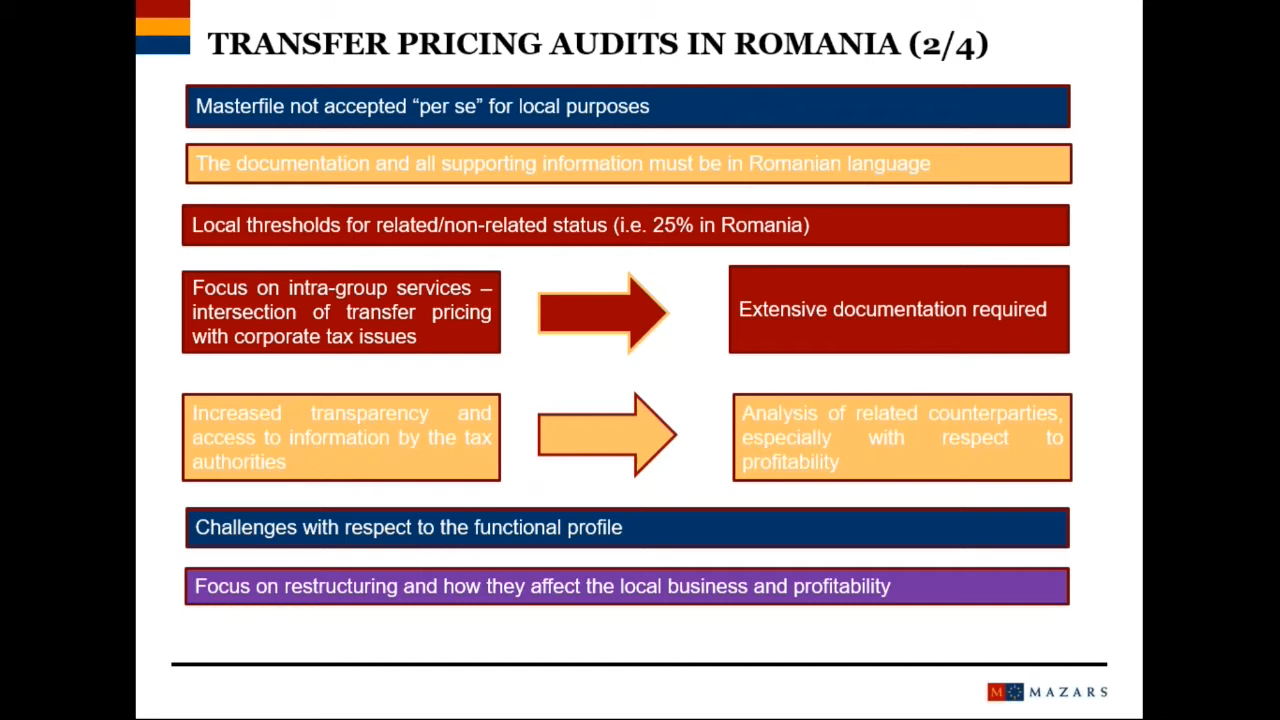 TRANSFER PRICING AUDITS IN ROMANIA (2/4)
Masterfile not accepted “per se” for local purposes
The documentation and all supporting information must be in Romanian language
Local thresholds for related/non-related status (i.e. 25% in Romania)
Focus on intra-group services –
intersection of transfer pricing
with corporate tax issues
Extensive documentation required
Increased transparency and
access to information by the tax
authorities
Analysis of related counterparties,
especially with respect to
profitability
Challenges with respect to the functional profile
Focus on restructuring and how they affect the local business and profitability
M MAZARS